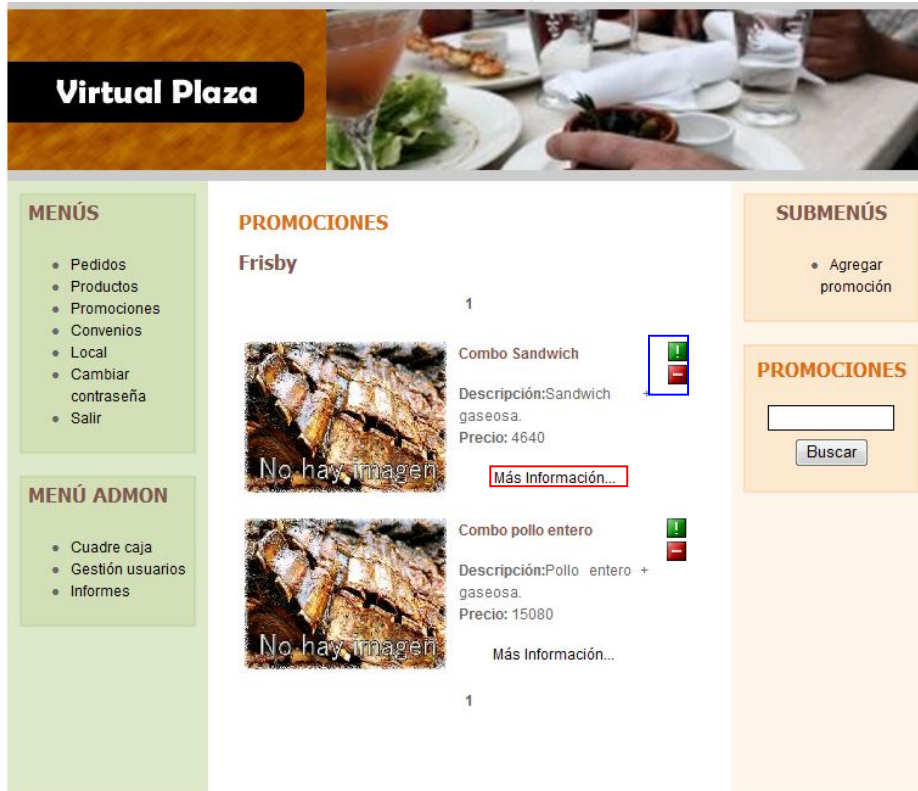 Virtual Plaza
MENÚS
Pedidos
Productos
Promociones
Convenios
Local
Cambiar
contraseña
Salir
MENÚ ADMON
Cuadre caja
Gestión usuarios
Informes
PROMOCIONES
Frisby
1
No hay imagen
Combo Sandwich
!
Descripción:Sandwich +
gaseosa.
Precio: 4640
Más Información...
No hay imagen
Combo pollo entero
!
Descripción:Pollo entero +
gaseosa.
Precio: 15080
Más Información...
1
SUBMENÚS
Agregar
promoción
PROMOCIONES
Buscar